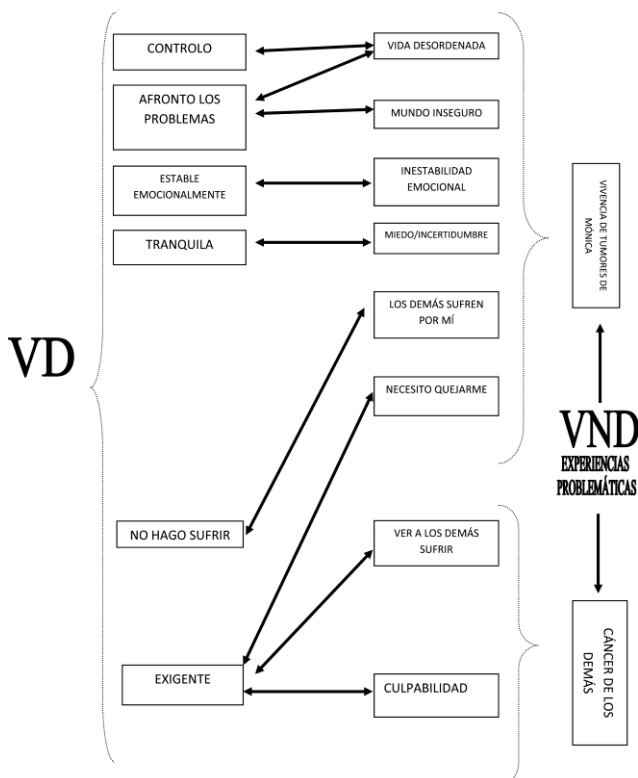 CONTROLO
VIDA DESORDENADA
AFRONTO LOS
PROBLEMAS
MUNDO INSEGURO
ESTABLE
EMOCIONALMENTE
INESTABILIDAD
EMOCIONAL
TRANQUILA
MIEDO/INCERTIDUMBRE
LOS DEMÁS SUFREN
POR MÍ
NECESITO QUEJARME
VIVENCIA DE TUMORES DE
MÓNICA
VD
VND
EXPERIENCIAS
PROBLEMÁTICAS
NO HAGO SUFRIR
VER A LOS DEMÁS
SUFRIR
EXIGENTE
CULPABILIDAD
CÁNCER DE LOS
DEMÁS